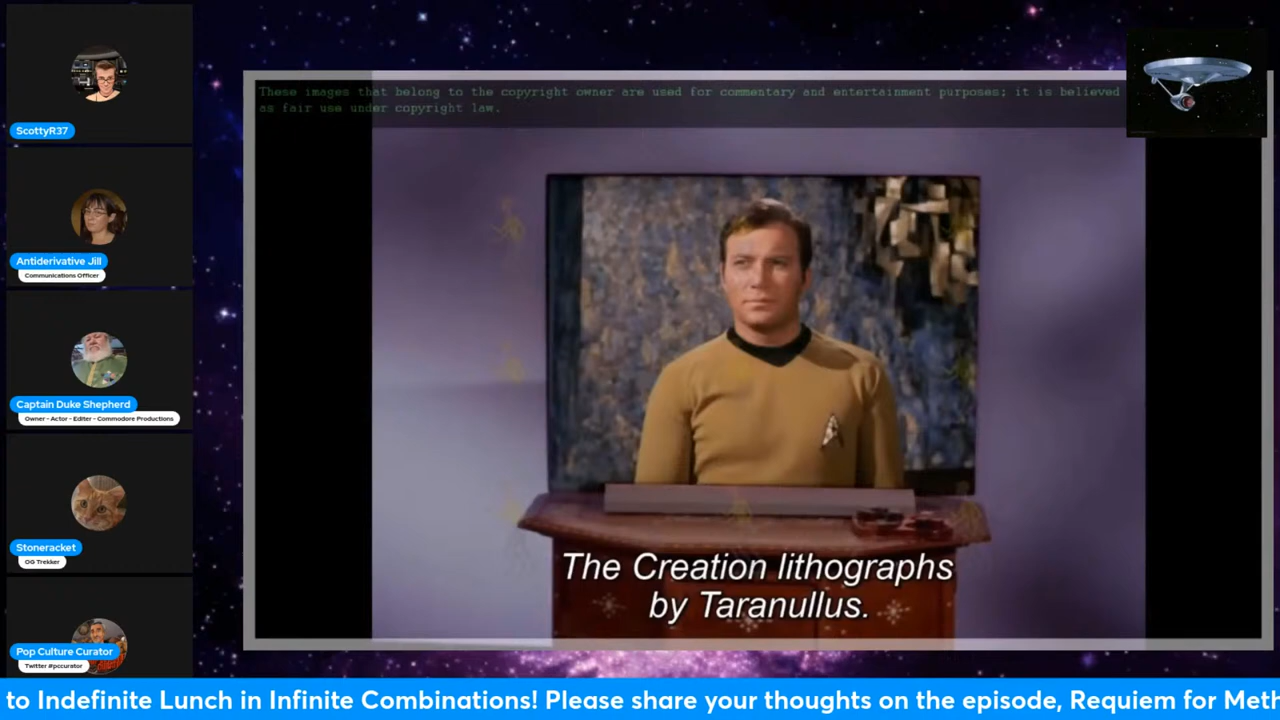 ScottyR37
Antiderivative Jill
Communications Officer
Captain Duke Shepherd
Owner - Actor - Editer - Commodore Productions
Stoneracket
OG Trekker
Pop Culture Curator
Twitter #pccurator
These images that belong to the copyright owner are used for commentary and entertainment purposes; it is believed
as fair use under copyright law.
The Creation lithographs
by Taranullus.
to Indefinite Lunch in Infinite Combinations! Please share your thoughts on the episode, Requiem for Meth